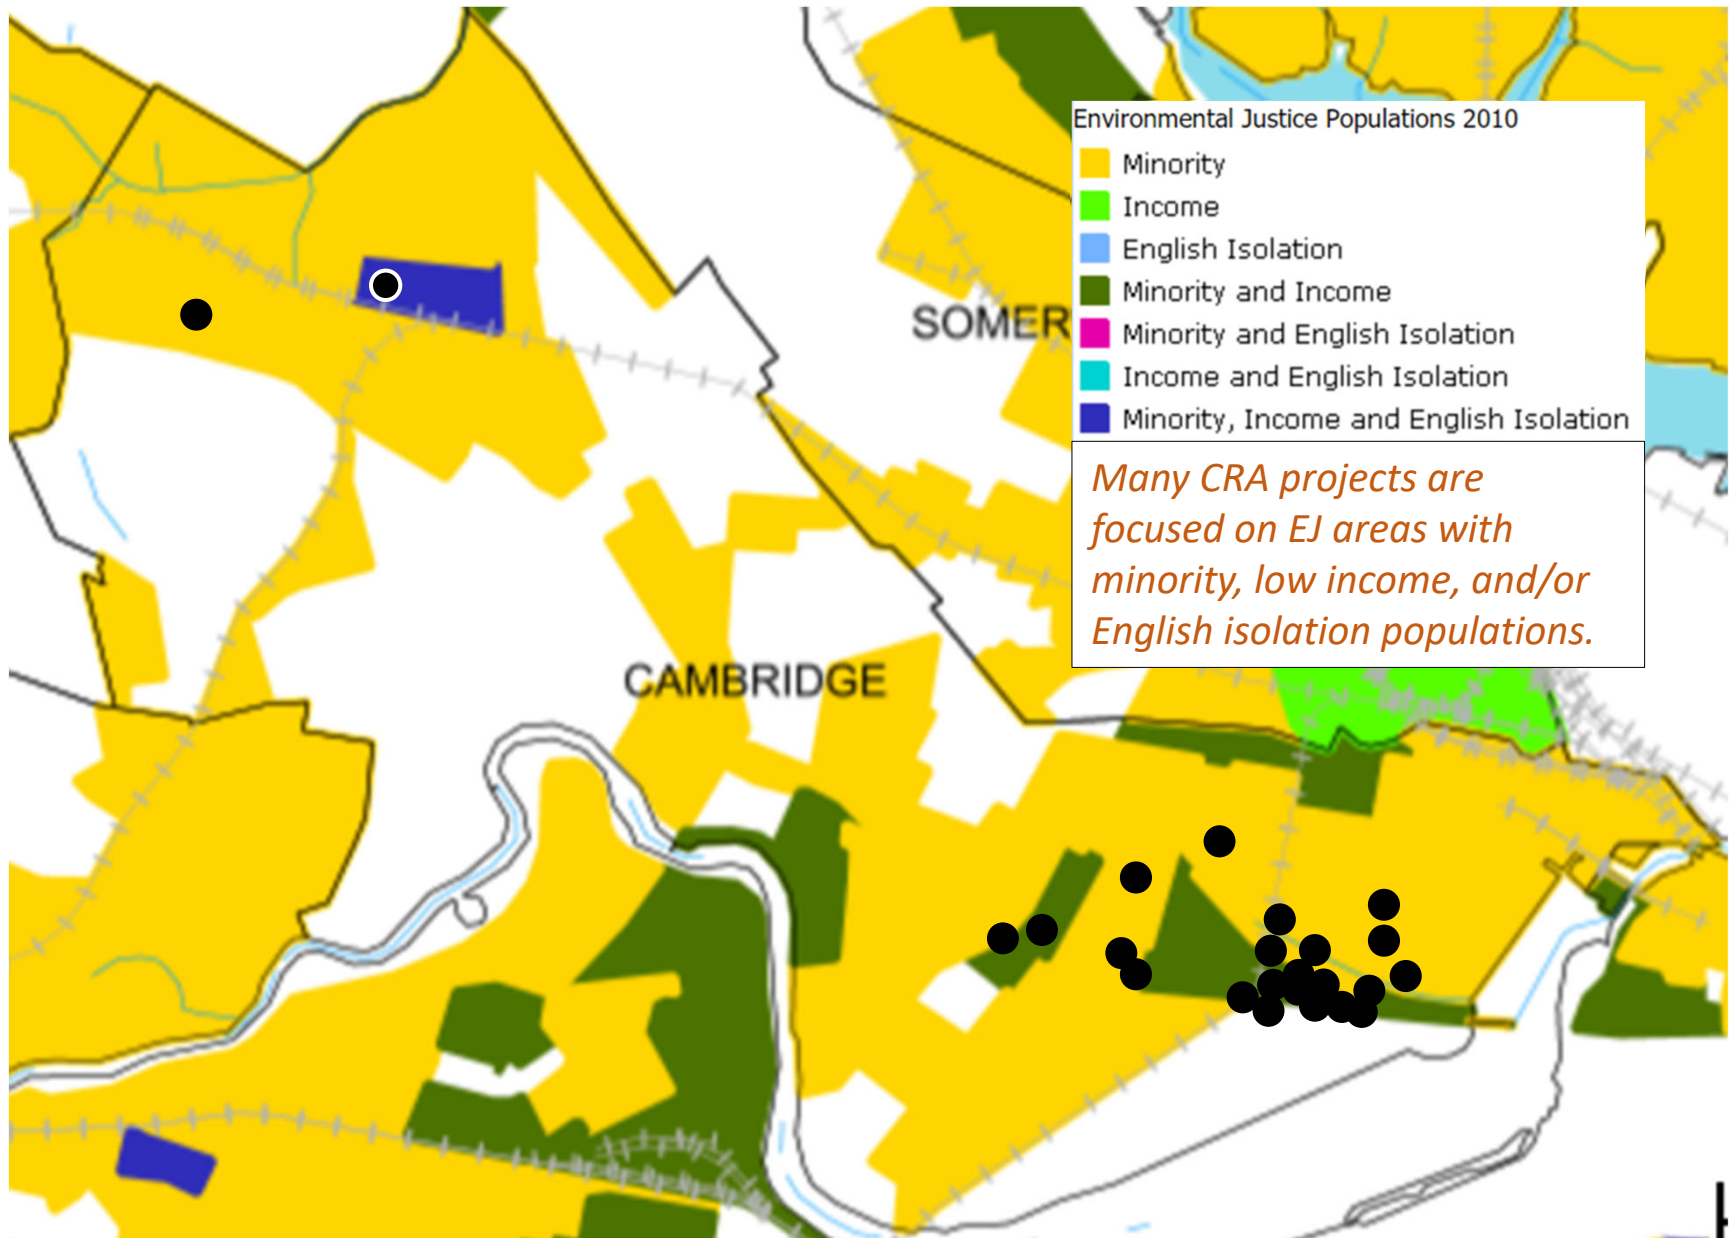 Environmental Justice Populations 2010
Minority
Income
English Isolation
Minority and Income
Minority and English Isolation
Income and English Isolation
Minority, Income and English Isolation
SOMER
Many CRA projects are
focused on EJ areas with
minority, low income, and/or
English isolation populations.
CAMBRIDGE